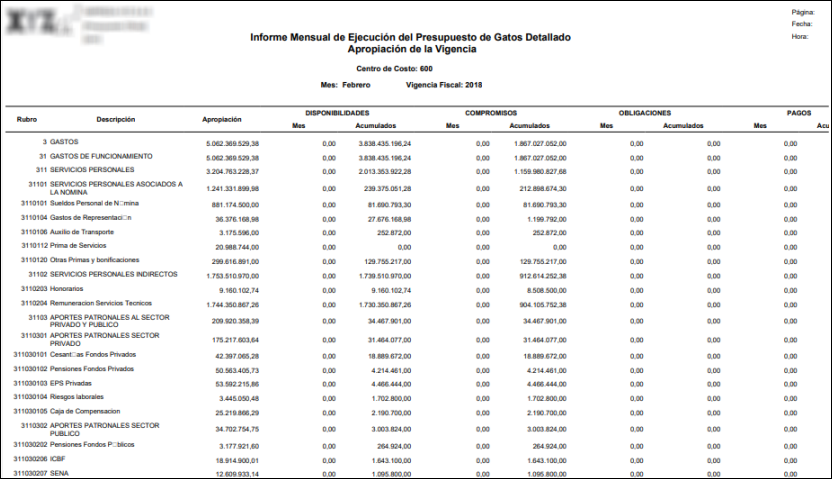 Página:
Fecha:
Hora:
Informe Mensual de Ejecución del Presupuesto de Gatos Detallado
Apropiación de la Vigencia
Centro de Costo: 600
Mes: Febrero Vigencia Fiscal: 2018
DISPONIBILIDADES COMPROMISOS OBLIGACIONES PAGOS
Rubro Descripción Apropiación Mes Acumulados Mes Acumulados Mes Acumulados Mes Acu
3 GASTOS 5.062.369.529,38 0,00 3.838.435.196,24 0,00 1.867.027.052,00 0,00 0,00 0,00
31 GASTOS DE FUNCIONAMIENTO 5.062.369.529,38 0,00 3.838.435.196,24 0,00 1.867.027.052,00 0,00 0,00 0,00
311 SERVICIOS PERSONALES 3.204.763.228,37 0,00 2.013.353.922,28 0,00 1.159.980.827,68 0,00 0,00 0,00
31101 SERVICIOS PERSONALES ASOCIADOS A
LA NOMINA 1.241.331.899,98 0,00 239.375.051,28 0,00 212.898.674,30 0,00 0,00 0,00
3110101 Sueldos Personal de N□mina 881.174.500,00 0,00 81.690.793,30 0,00 81.690.793,30 0,00 0,00 0,00
3110104 Gastos de Representaci□n 36.376.168,98 0,00 27.676.168,98 0,00 1.199.792,00 0,00 0,00 0,00
3110106 Auxilio de Transporte 3.175.596,00 0,00 252.872,00 0,00 252.872,00 0,00 0,00 0,00
3110112 Prima de Servicios 20.988.744,00 0,00 0,00 0,00 0,00 0,00 0,00 0,00
3110120 Otras Primas y bonificaciones 299.616.891,00 0,00 129.755.217,00 0,00 129.755.217,00 0,00 0,00 0,00
31102 SERVICIOS PERSONALES INDIRECTOS 1.753.510.970,00 0,00 1.739.510.970,00 0,00 912.614.252,38 0,00 0,00 0,00
3110203 Honorarios 9.160.102,74 0,00 9.160.102,74 0,00 8.508.500,00 0,00 0,00 0,00
3110204 Remuneracion Servicios Tecnicos 1.744.350.867,26 0,00 1.730.350.867,26 0,00 904.105.752,38 0,00 0,00 0,00
31103 APORTES PATRONALES AL SECTOR
PRIVADO Y PUBLICO 209.920.358,39 0,00 34.467.901,00 0,00 34.467.901,00 0,00 0,00 0,00
3110301 APORTES PATRONALES SECTOR
PRIVADO 175.217.603,64 0,00 31.464.077,00 0,00 31.464.077,00 0,00 0,00 0,00
311030101 Cesant□as Fondos Privados 42.397.065,28 0,00 18.889.672,00 0,00 18.889.672,00 0,00 0,00 0,00
311030102 Pensiones Fondos Privados 50.563.405,73 0,00 4.214.461,00 0,00 4.214.461,00 0,00 0,00 0,00
311030103 EPS Privadas 53.592.215,86 0,00 4.466.444,00 0,00 4.466.444,00 0,00 0,00 0,00
311030104 Riesgos laborales 3.445.050,48 0,00 1.702.800,00 0,00 1.702.800,00 0,00 0,00 0,00
311030105 Caja de Compensacion 25.219.866,29 0,00 2.190.700,00 0,00 2.190.700,00 0,00 0,00 0,00
3110302 APORTES PATRONALES SECTOR
PUBLICO 34.702.754,75 0,00 3.003.824,00 0,00 3.003.824,00 0,00 0,00 0,00
311030202 Pensiones Fondos P□blicos 3.177.921,60 0,00 264.924,00 0,00 264.924,00 0,00 0,00 0,00
311030206 ICBF 18.914.900,01 0,00 1.643.100,00 0,00 1.643.100,00 0,00 0,00 0,00
311030207 SENA 12.609.933,14 0,00 1.095.800,00 0,00 1.095.800,00 0,00 0,00 0,00